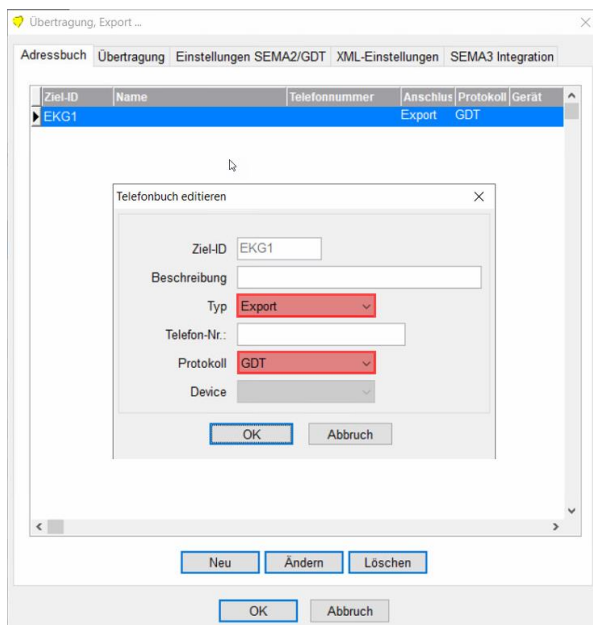 Übertragung, Export ...
Adressbuch Übertragung Einstellungen SEMA2/GDT XML-Einstellungen SEMA3 Integration
Ziel-ID Name Telefonnummer Anschlus Protokoll Gerät
EKG1 Export GDT
Telefonbuch editieren
Ziel-ID EKG1
Beschreibung
Typ Export
Telefon-Nr.:
Protokoll GDT
Device
OK Abbruch
Neu Ändern Löschen
OK Abbruch